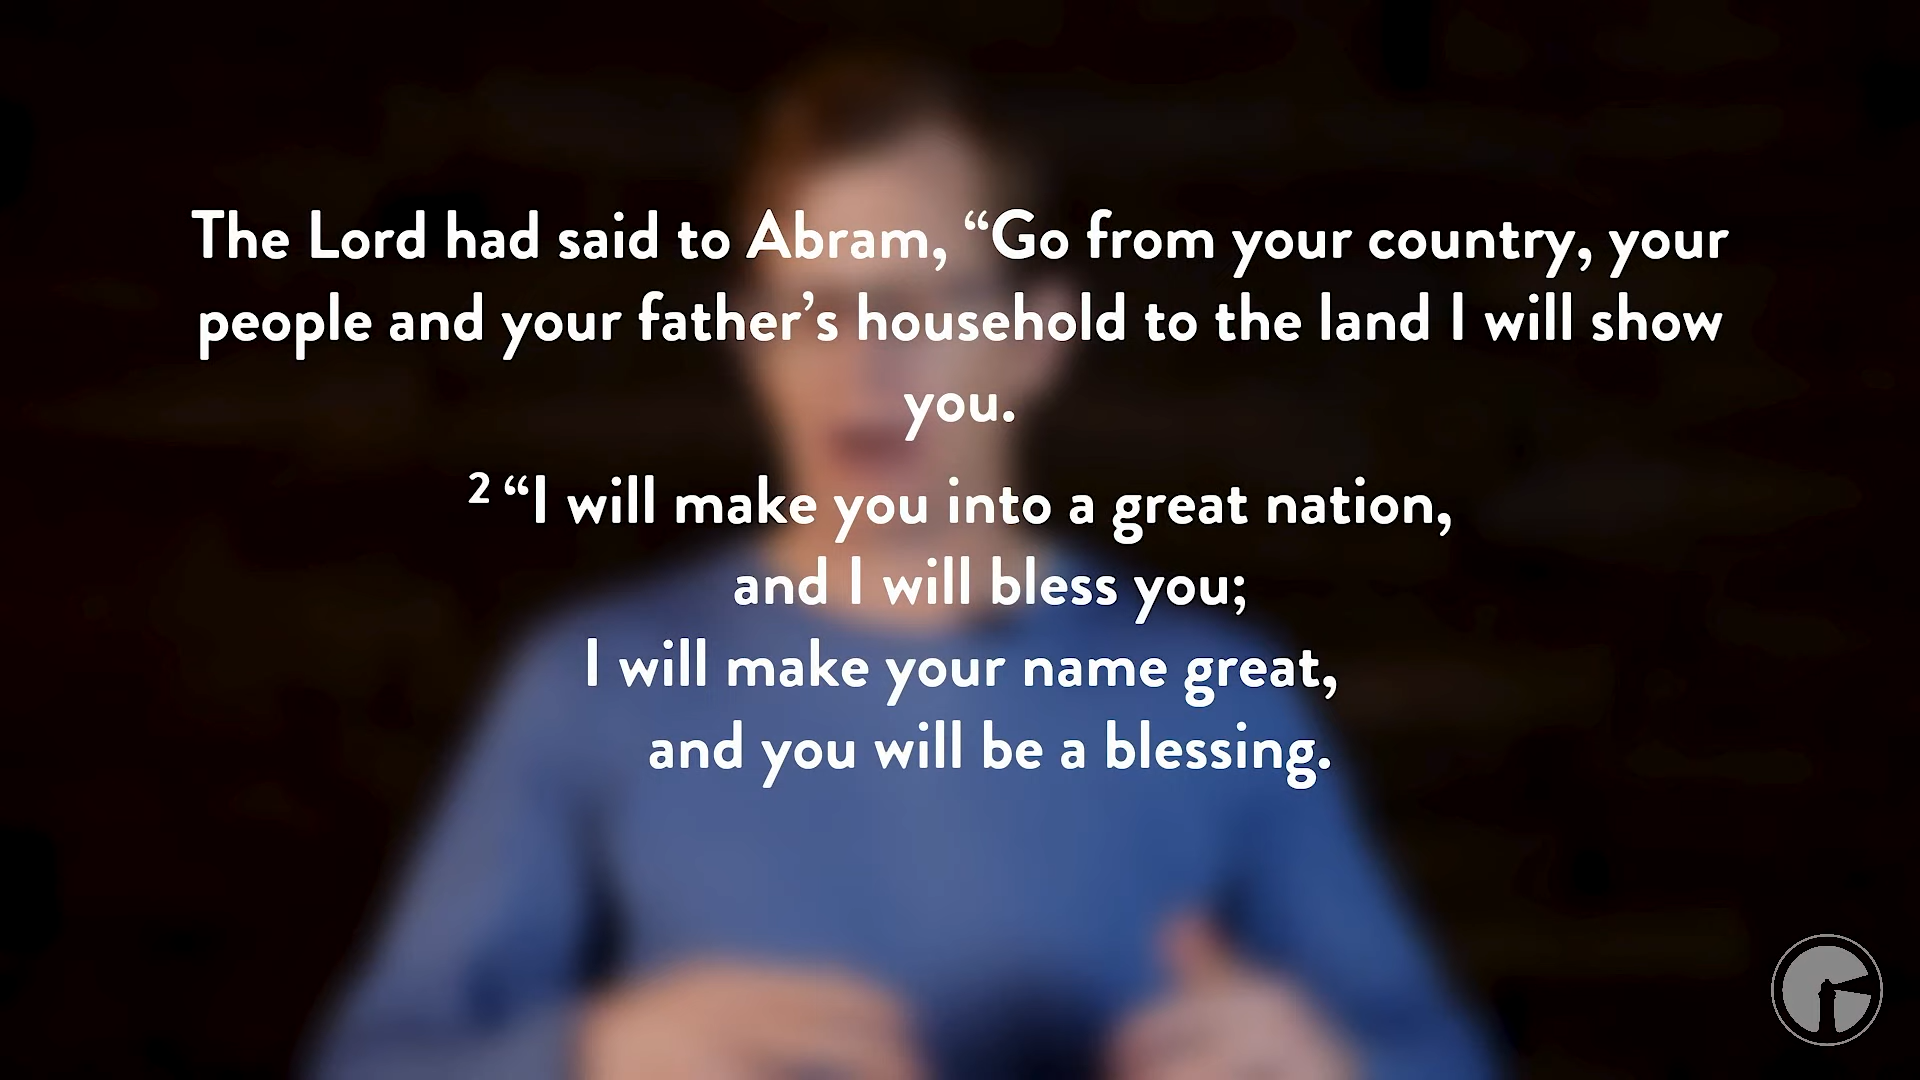 The Lord had said to Abram, “Go from your country, your
people and your father’s household to the land I will show
you.
² “I will make you into a great nation,
and I will bless you;
I will make your name great,
and you will be a blessing.